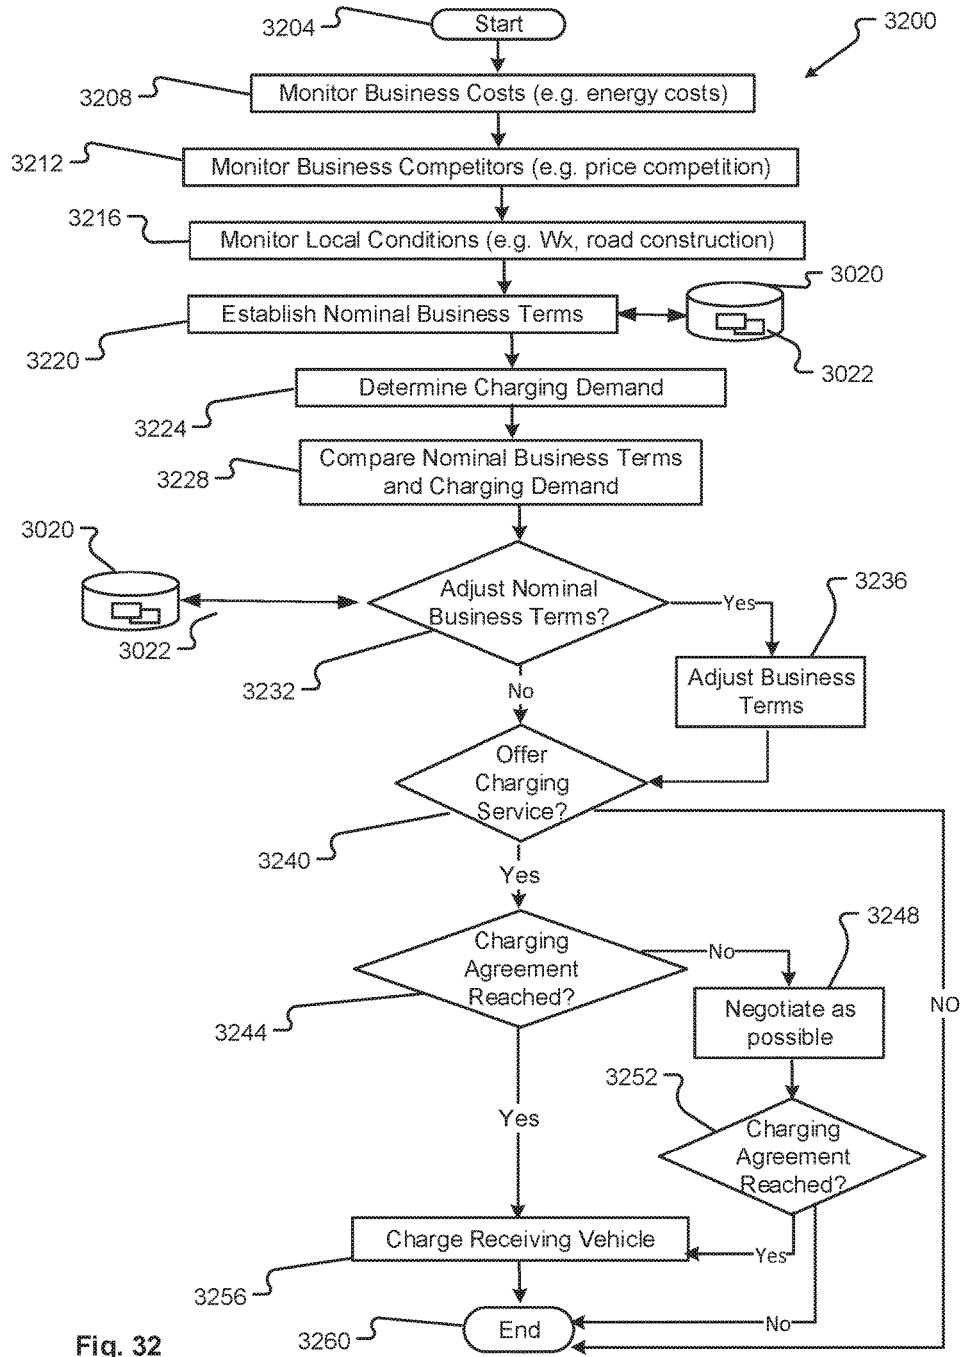 3204
Start
3200
3208
Monitor Business Costs (e.g. energy costs)
3212
Monitor Business Competitors (e.g. price competition)
3216
Monitor Local Conditions (e.g. Wx, road construction)
3020
Establish Nominal Business Terms
3220
3022
Determine Charging Demand
3224
Compare Nominal Business Terms
and Charging Demand
3228
3020
Adjust Nominal
Business Terms?
Yes
3236
3022
3232
No
Adjust Business
Terms
Offer
Charging
Service?
3240
Yes
3248
Charging
Agreement
Reached?
No
3244
Negotiate as
possible
NO
3252
Yes
Charging
Agreement
Reached?
Charge Receiving Vehicle
Yes
3256
End
No
3260
Fig. 32